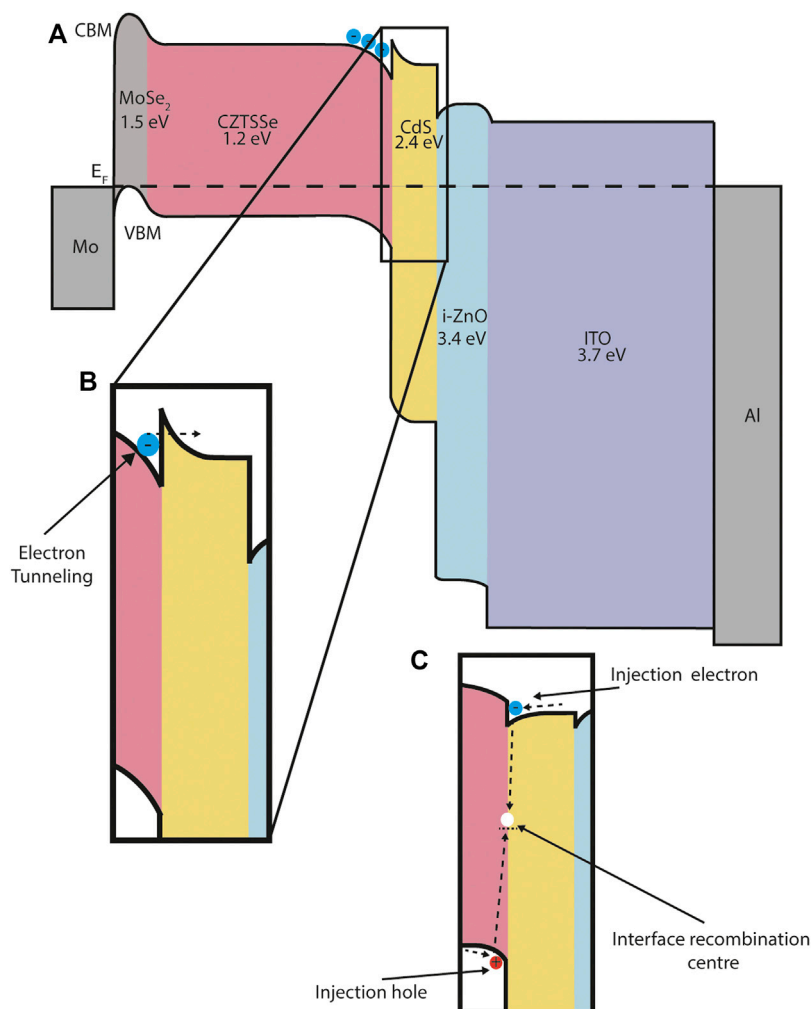 A
CBM
MoSe2
1.5 eV
CZTSSe
1.2 eV
CdS
2.4 eV
EF
Mo
VBM
i-ZnO
3.4 eV
ITO
3.7 eV
Al
B
-
Electron
Tunneling
C
Injection electron
-
Interface recombination
centre
+
Injection hole